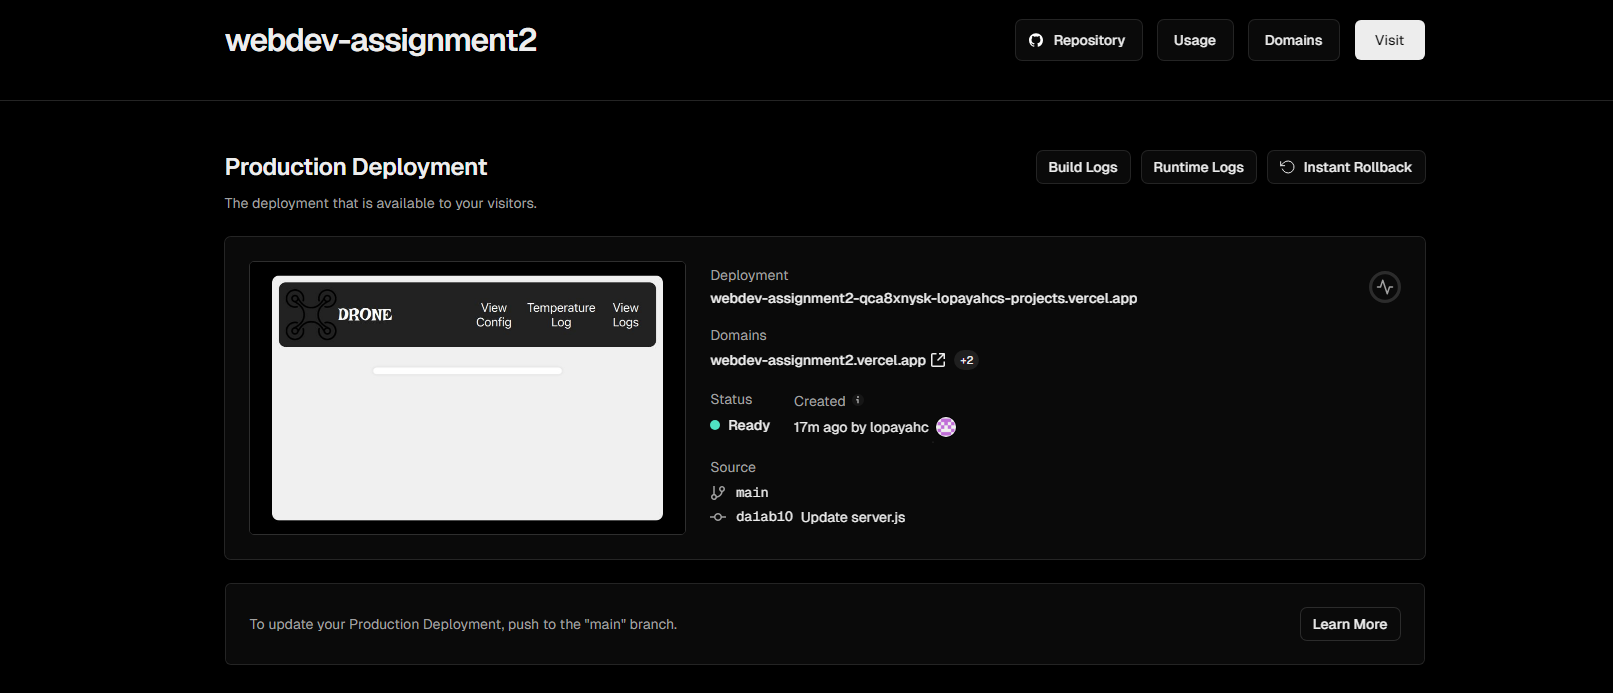 webdev-assignment2
Repository
Usage
Domains
Visit
Production Deployment
Build Logs
Runtime Logs
Instant Rollback
The deployment that is available to your visitors.
DRONE
View
Config
Temperature
Log
View
Logs
Deployment
webdev-assignment2-qca8xnysk-lopayahcs-projects.vercel.app
Domains
webdev-assignment2.vercel.app +2
Status
Ready
Created
17m ago by lopayahc
Source
main
da1ab10 Update server.js
To update your Production Deployment, push to the "main" branch.
Learn More